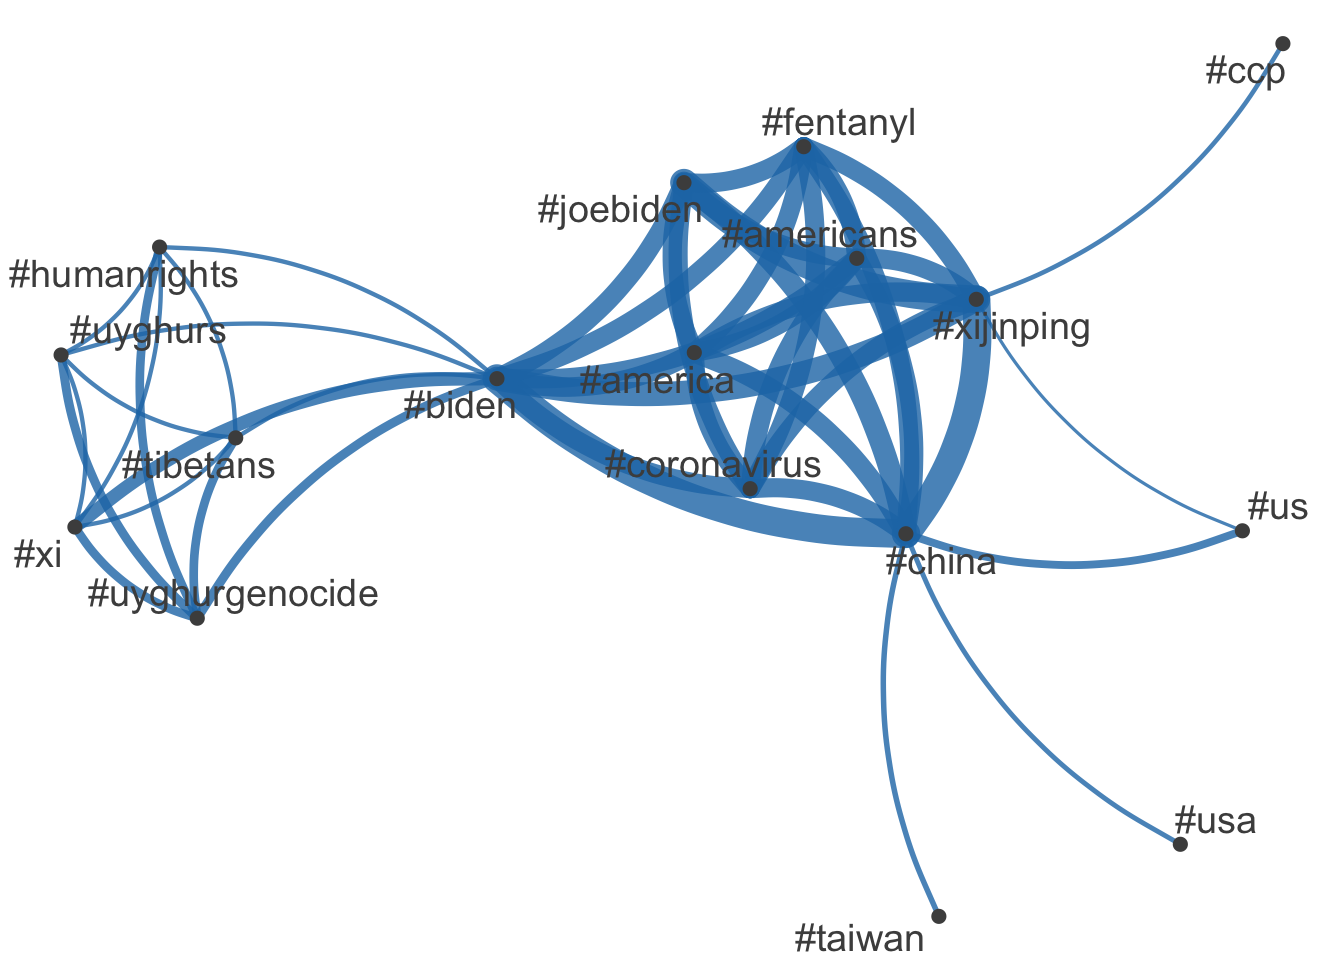 #ccp
#fentanyl
#joebiden
#americans
#humanrights
#uyghurs
#xijinping
#america
#biden
#tibetans
#coronavirus
#us
#xi
#china
#uyghurgenocide
#usa
#taiwan